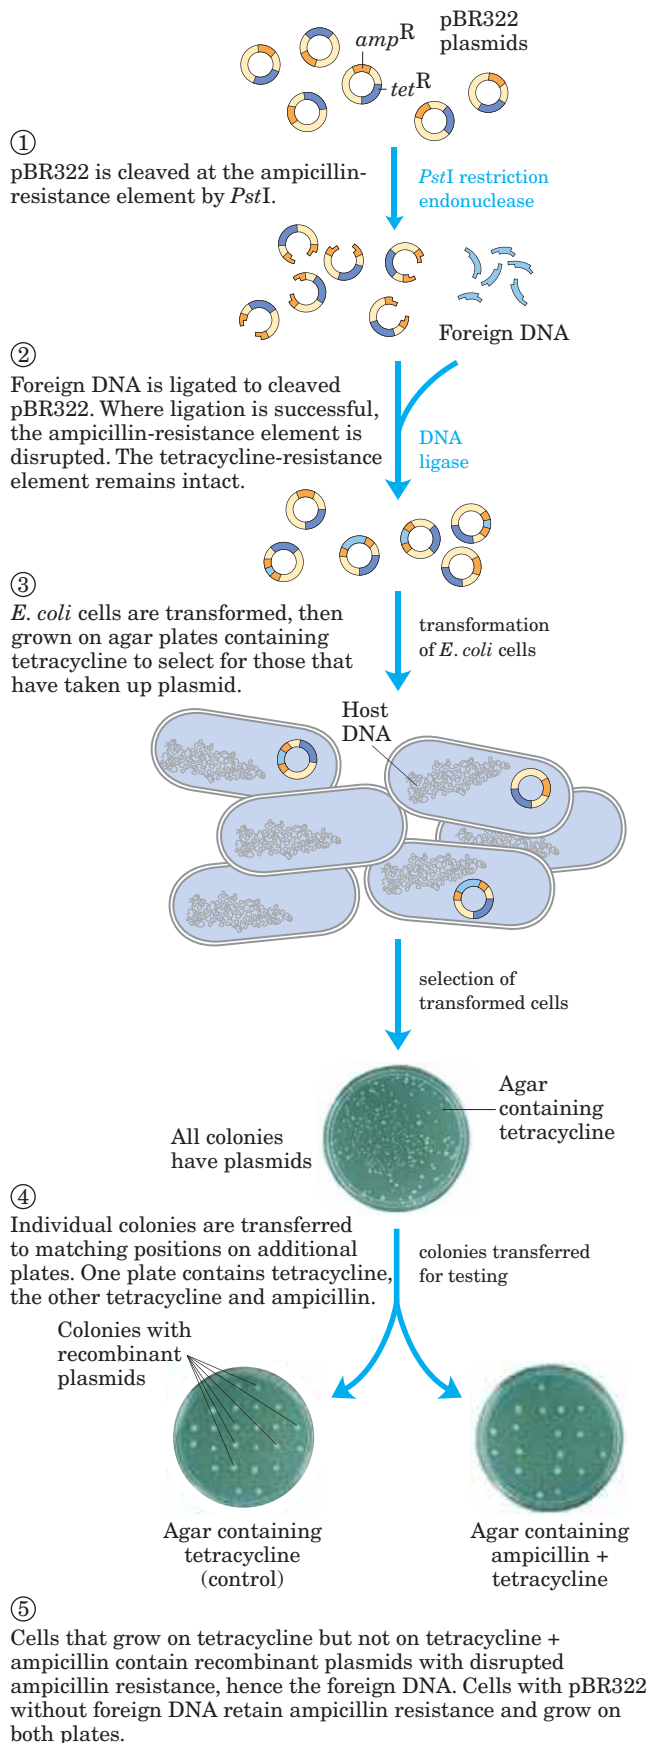 pBR322
plasmids
ampR
tetR
①
pBR322 is cleaved at the ampicillin-
resistance element by PstI.
PstI restriction
endonuclease
Foreign DNA
②
Foreign DNA is ligated to cleaved
pBR322. Where ligation is successful,
the ampicillin-resistance element is
disrupted. The tetracycline-resistance
element remains intact.
DNA
ligase
③
E. coli cells are transformed, then
grown on agar plates containing
tetracycline to select for those that
have taken up plasmid.
transformation
of E. coli cells
Host
DNA
selection of
transformed cells
Agar
containing
tetracycline
All colonies
have plasmids
④
Individual colonies are transferred
to matching positions on additional
plates. One plate contains tetracycline,
the other tetracycline and ampicillin.
colonies transferred
for testing
Colonies with
recombinant
plasmids
Agar containing
tetracycline
(control)
Agar containing
ampicillin +
tetracycline
⑤
Cells that grow on tetracycline but not on tetracycline +
ampicillin contain recombinant plasmids with disrupted
ampicillin resistance, hence the foreign DNA. Cells with pBR322
without foreign DNA retain ampicillin resistance and grow on
both plates.